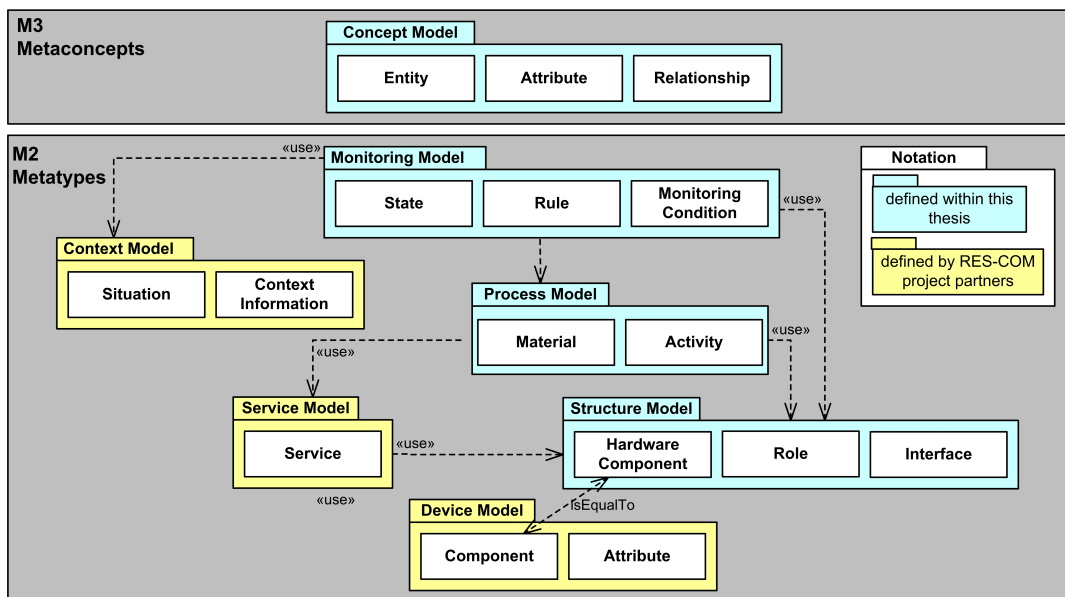 M3
Metaconcepts
Concept Model
Entity
Attribute
Relationship
M2
Metatypes
«use»
Monitoring Model
State
Rule
Monitoring
Condition
«use»
Notation
defined within this
thesis
defined by RES-COM
project partners
Context Model
Situation
Context
Information
Process Model
Material
Activity
«use»
«use»
Service Model
Service
«use»
«use»
Structure Model
Hardware
Component
Role
Interface
isEqualTo
Device Model
Component
Attribute